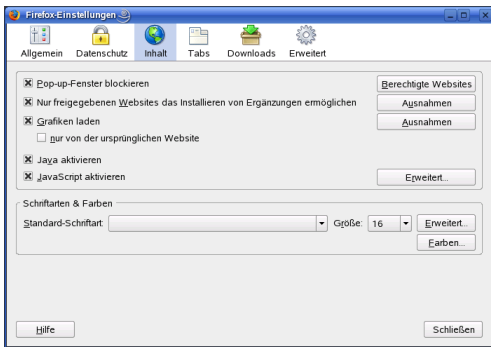 Firefox-Einstellungen
Allgemein Datenschutz Inhalt Tabs Downloads Erweitert
Pop-up-Fenster blockieren Berechtigte Websites
Nur freigegebenen Websites das Installieren von Ergänzungen ermöglichen Ausnahmen
Grafiken laden Ausnahmen
nur von der ursprünglichen Website
Java aktivieren
JavaScript aktivieren Erweitert...
Schriftarten & Farben
Standard-Schriftart: Größe: 16 Erweitert...
Farben...
Hilfe Schließen